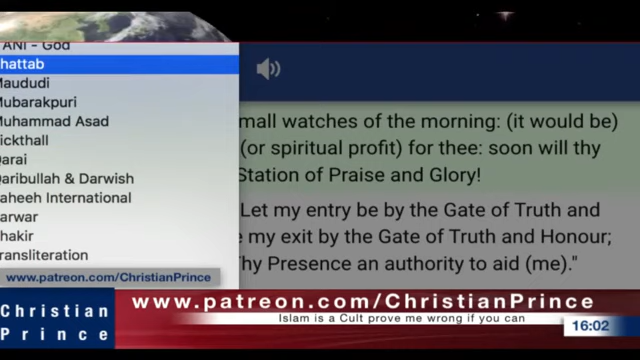 ANI - God
hattab
Maududi
Mubarakpuri
Muhammad Asad
ickthall
Qarai
Qaribullah & Darwish
aheeh International
arwar
hakir
ransliteration
mall watches of the morning: (it would be)
(or spiritual profit) for thee: soon will thy
Station of Praise and Glory!
Let my entry be by the Gate of Truth and
my exit by the Gate of Truth and Honour;
hy Presence an authority to aid (me)."
www.patreon.com/ChristianPrince
Christian
Prince
www.patreon.com/ChristianPrince
Islam is a Cult prove me wrong if you can
16:02